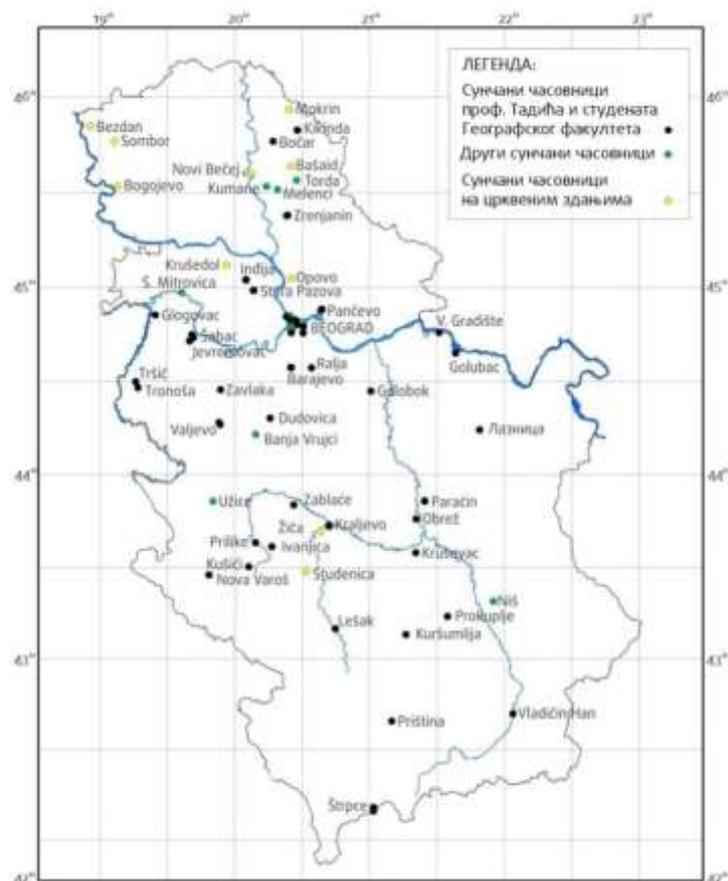 19°
20°
21°
22°
23°
ЛЕГЕНДА:
Сунчани часовници
проф. Тадића и студената
Географског факултета
Други сунчани часовници
Сунчани часовници
на црквеним здањима
46°
46°
Mokrin
Kikinda
Bezdan
Sombor
Bočar
Novi Bečej
Bašaid
Torda
Bogojevo
Kumane
Melenci
Zrenjanin
45°
45°
Krušedol
Inđija
Opovo
S. Mitrovica
Stara Pazova
Glogovac
Pančevo
BEOGRAD
V. Gradište
Šabac
Jevremovac
Golubac
Ralja
Barajevo
Tršić
Tronoša
Zavlaka
Golobok
Dudovica
Valjevo
Banja Vrujci
Лазница
44°
44°
Užice
Zablaće
Paraćin
Obrež
Žiča
Kraljevo
Prilike
Ivanjica
Kruševac
Kušići
Nova Varoš
Studenica
Niš
Lešak
Prokuplje
Kuršumlija
43°
43°
Priština
Vladičin Han
Štrpce
42°
42°